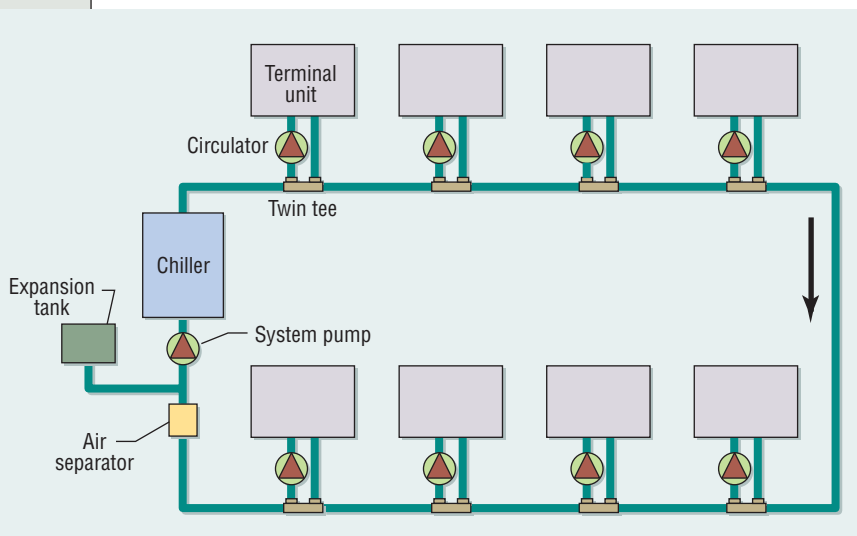 Terminal
unit
Circulator
Twin tee
Chiller
Expansion
tank
System pump
Air
separator